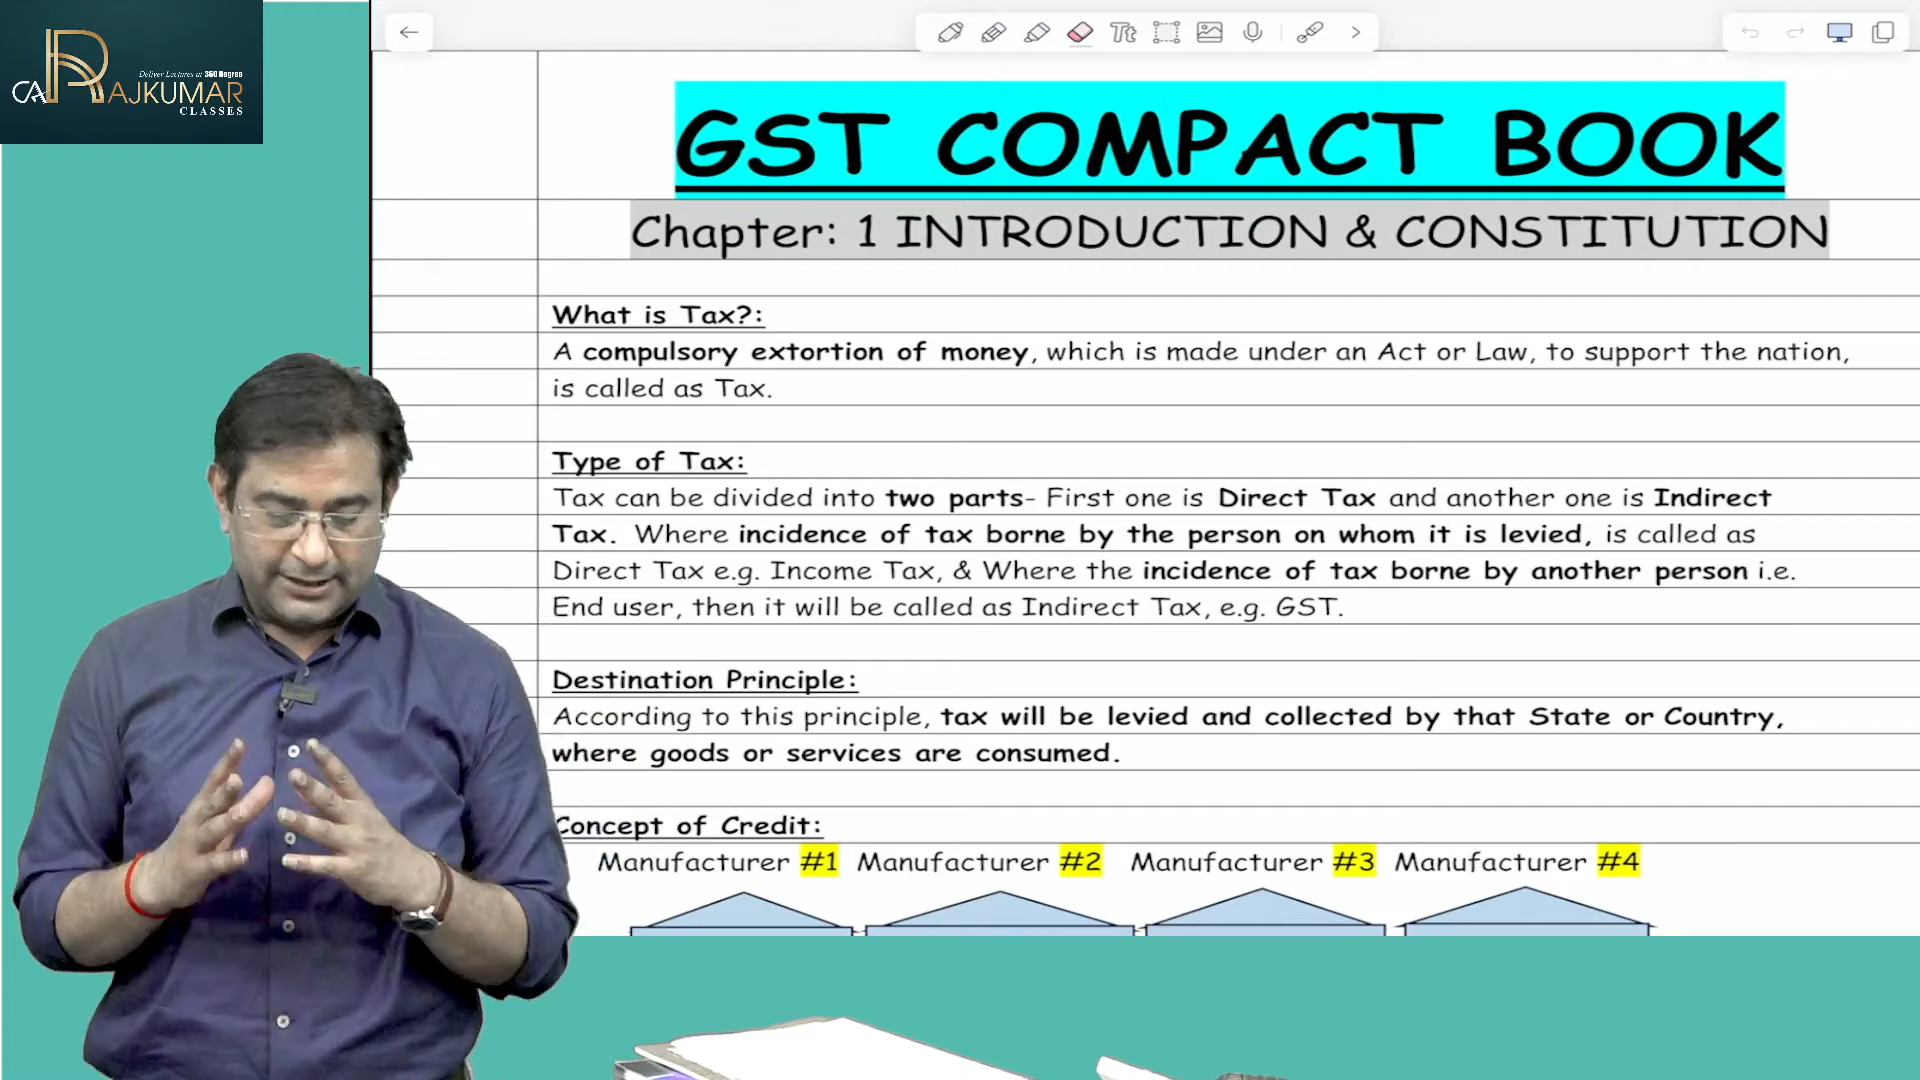 Deliver Lectures at 360 Degree
CA RAJKUMAR
CLASSES
Tt
GST COMPACT BOOK
Chapter: 1 INTRODUCTION & CONSTITUTION
What is Tax?:
A compulsory extortion of money, which is made under an Act or Law, to support the nation,
is called as Tax.
Type of Tax:
Tax can be divided into two parts- First one is Direct Tax and another one is Indirect
Tax. Where incidence of tax borne by the person on whom it is levied, is called as
Direct Tax e.g. Income Tax, & Where the incidence of tax borne by another person i.e.
End user, then it will be called as Indirect Tax, e.g. GST.
Destination Principle:
According to this principle, tax will be levied and collected by that State or Country,
where goods or services are consumed.
Concept of Credit:
Manufacturer #1 Manufacturer #2 Manufacturer #3 Manufacturer #4